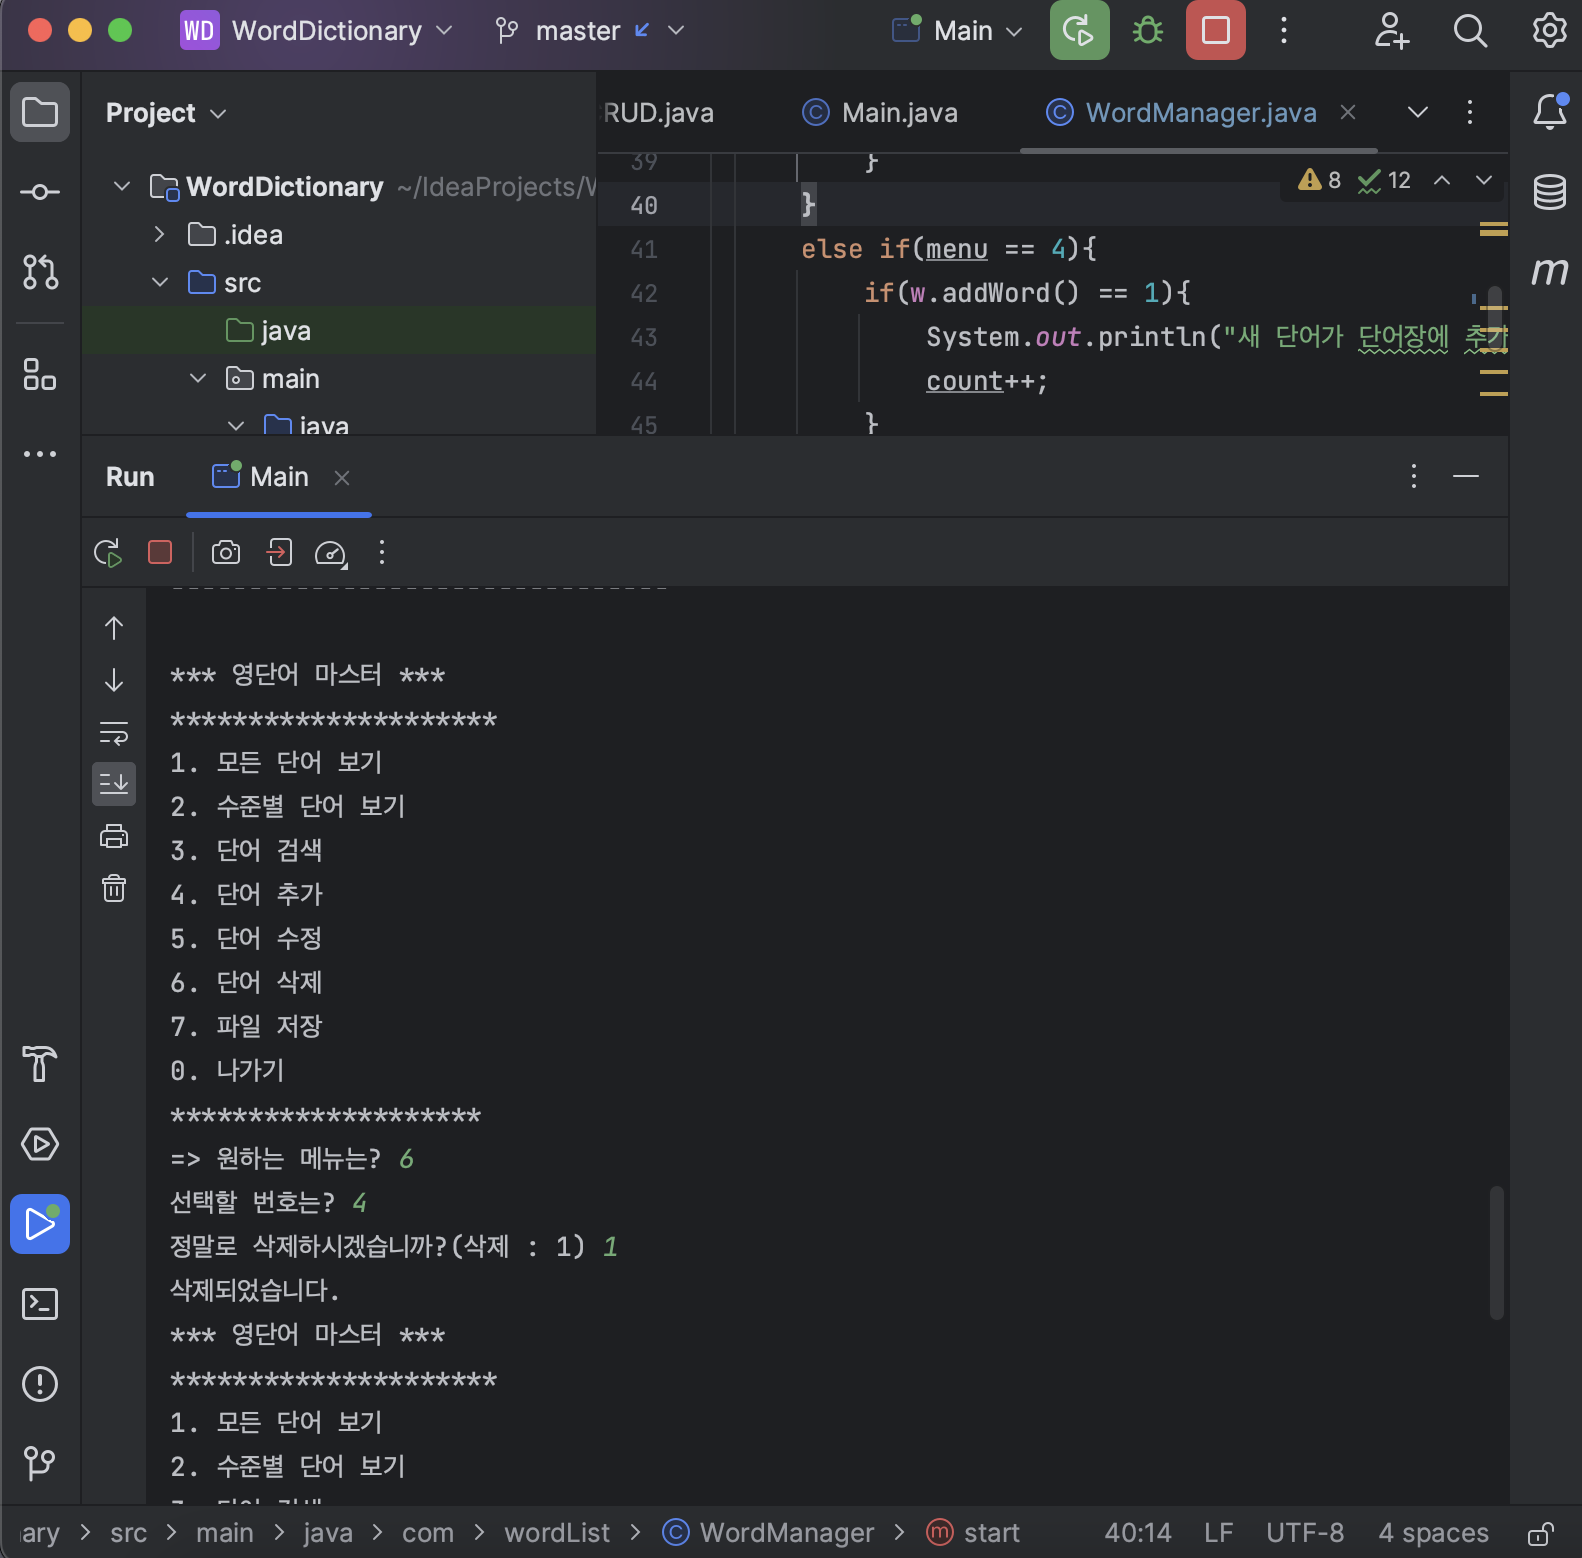 WD WordDictionary master Main
Project
RUD.java Main.java WordManager.java
WordDictionary ~/IdeaProjects/
.idea
src
java
main
java
8 12
39 }
40 }
41 else if(menu == 4){
42 if(w.addWord() == 1){
43 System.out.println("새 단어가 단어장에 추가
44 count++;
45 }
m
Run Main
-------------------------------
*** 영단어 마스터 ***
*********************
1. 모든 단어 보기
2. 수준별 단어 보기
3. 단어 검색
4. 단어 추가
5. 단어 수정
6. 단어 삭제
7. 파일 저장
0. 나가기
********************
=> 원하는 메뉴는? 6
선택할 번호는? 4
정말로 삭제하시겠습니까?(삭제 : 1) 1
삭제되었습니다.
*** 영단어 마스터 ***
*********************
1. 모든 단어 보기
2. 수준별 단어 보기
ary > src > main > java > com > wordList > WordManager > start 40:14 LF UTF-8 4 spaces